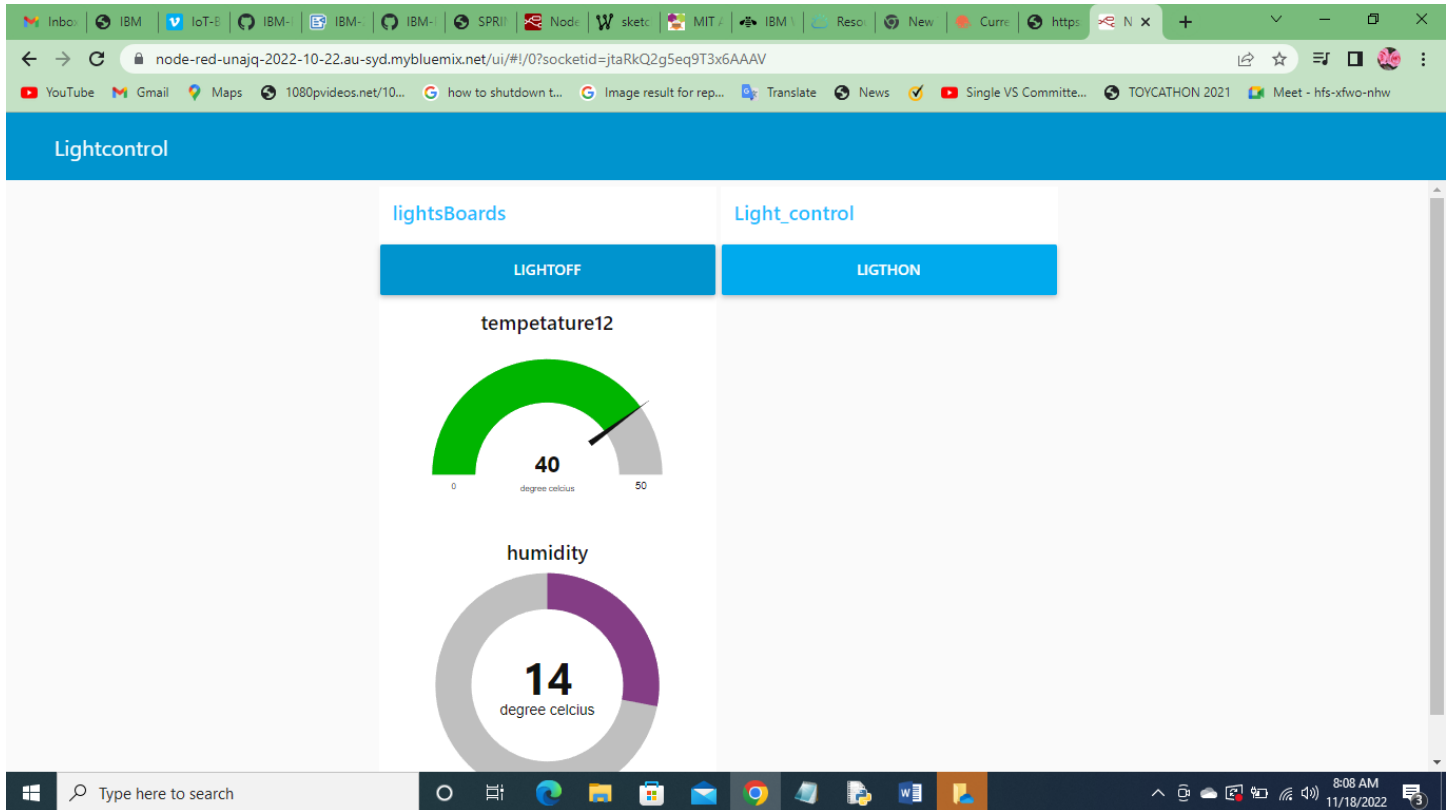 Inbo
IBM
IoT-B
IBM-
IBM-
IBM-
SPRI
Node
sketc
MIT A
IBM
Resou
New
Curre
https
N
node-red-unajq-2022-10-22.au-syd.mybluemix.net/ui/#!/0?socketid=jtaRkQ2g5eq9T3x6AAAV
YouTube
Gmail
Maps
1080pvideos.net/10...
how to shutdown t...
Image result for rep...
Translate
News
Single VS Committe...
TOYCATHON 2021
Meet - hfs-xfwo-nhw
Lightcontrol
lightsBoards
Light_control
LIGHTOFF
LIGTHON
tempetature12
40
degree celcius
0
50
humidity
14
degree celcius
Type here to search
8:08 AM
11/18/2022
3